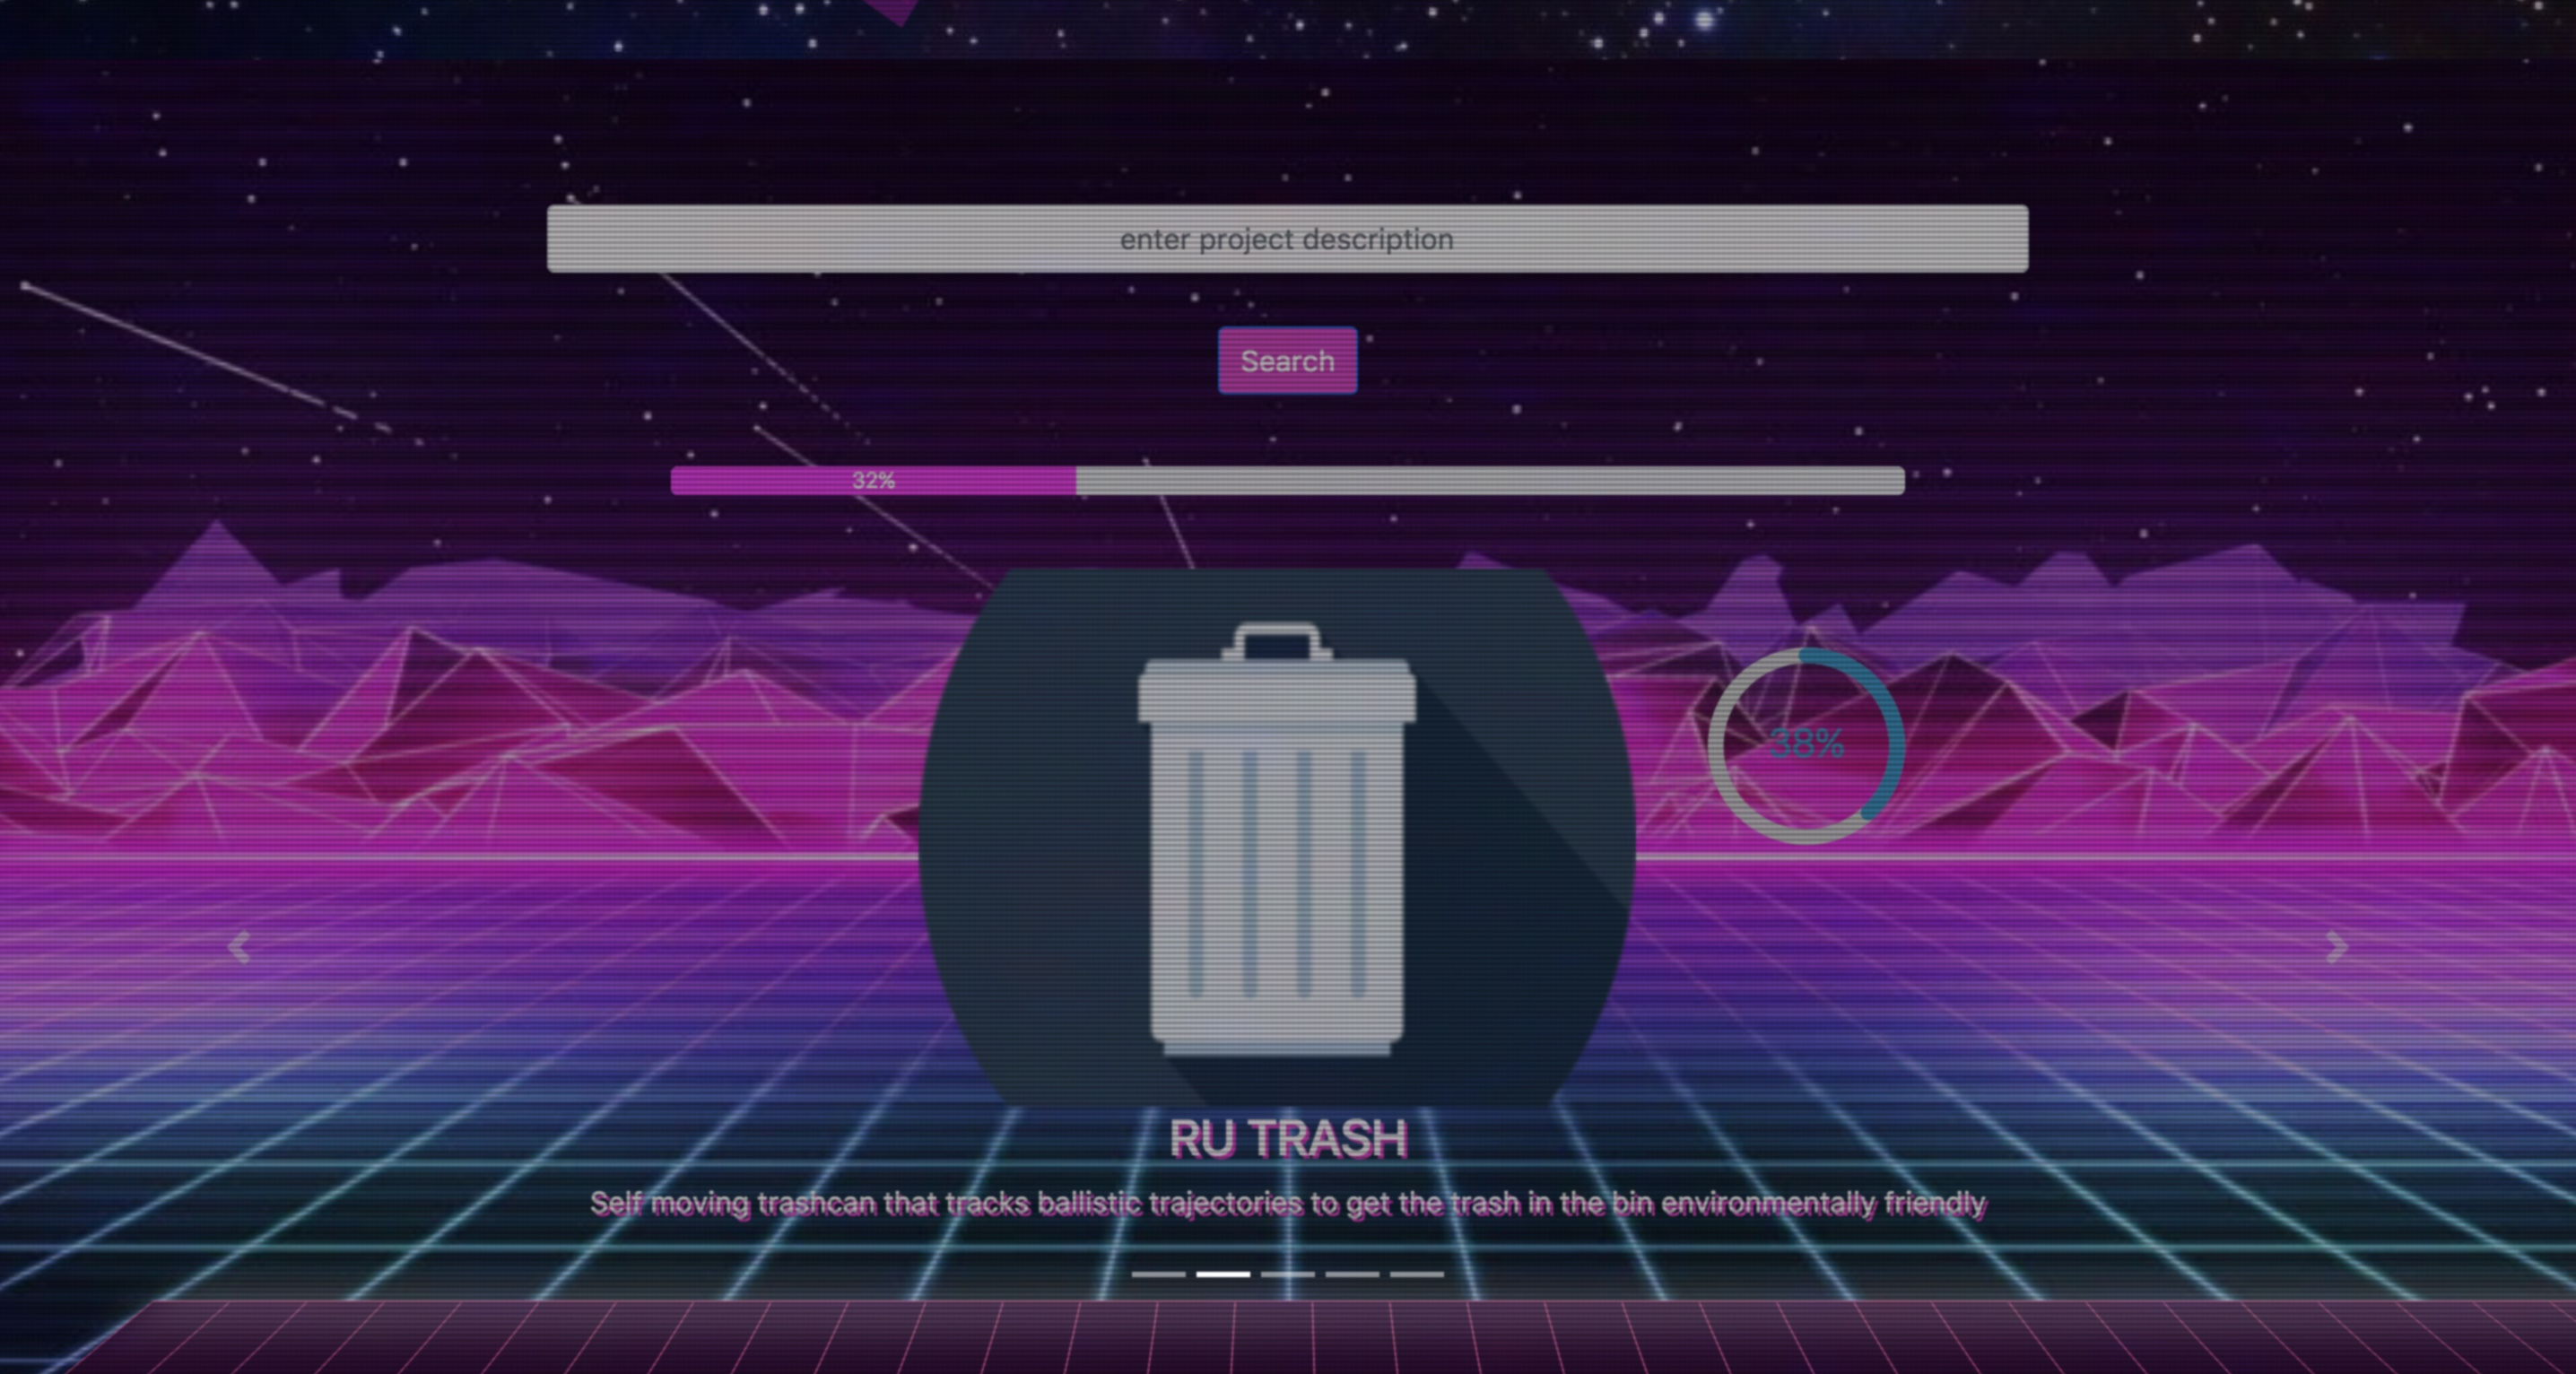 enter project description
Search
32%
38%
RU TRASH
Self moving trashcan that tracks ballistic trajectories to get the trash in the bin environmentally friendly